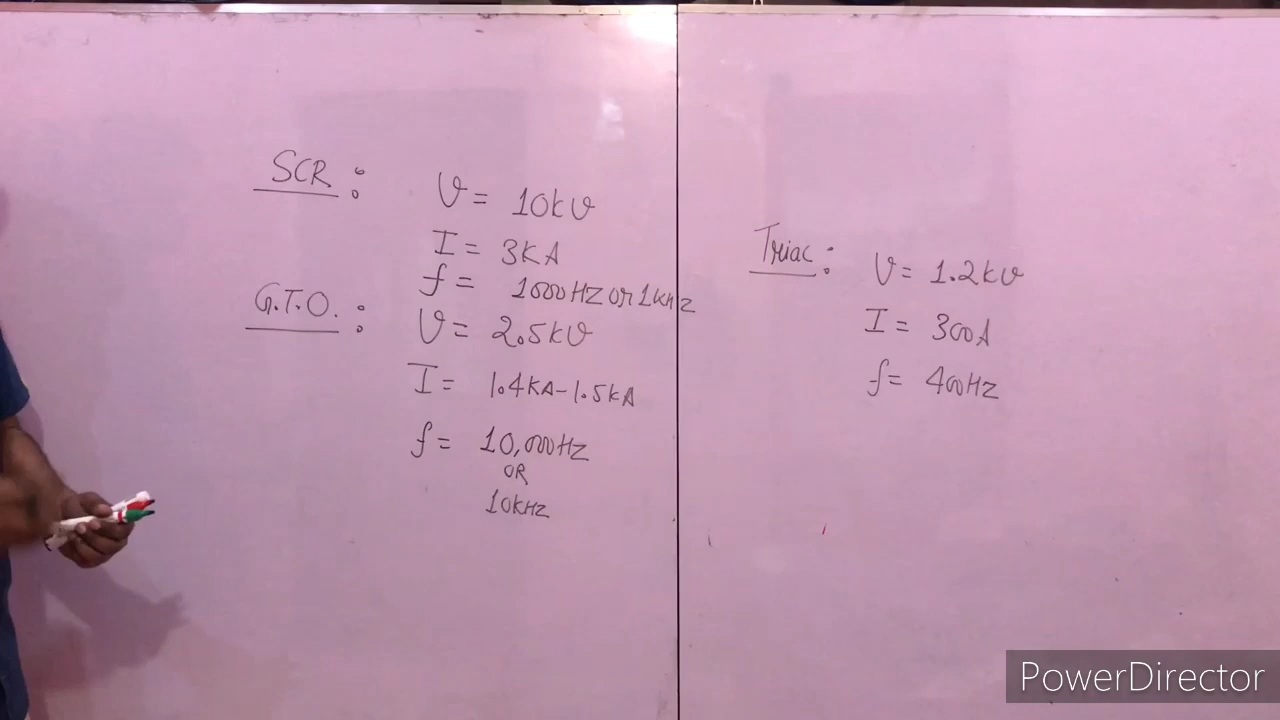 SCR :
V = 10kV
I = 3KA
f = 1000HZ OR 1KHZ
G.T.O. :
V = 2.5kV
I = 1.4KA-1.5KA
f = 10,000HZ
OR
10KHZ
Triac :
V = 1.2kV
I = 300A
f = 400HZ
PowerDirector